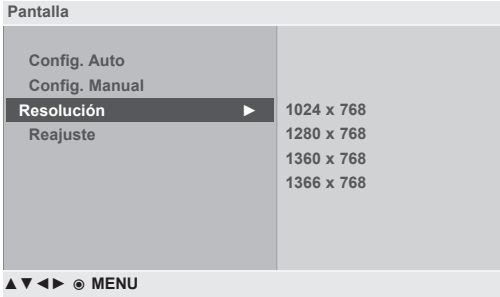 Pantalla
Config. Auto
Config. Manual
Resolución ►
Reajuste
1024 x 768
1280 x 768
1360 x 768
1366 x 768
▲▼◄► ◉ MENU